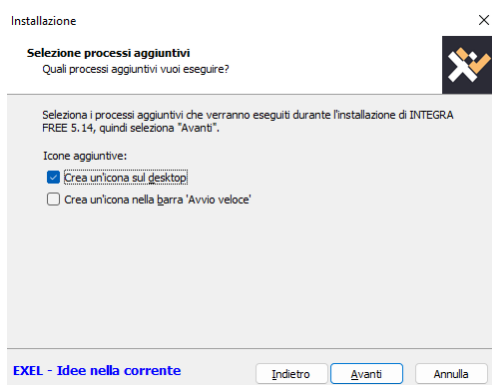 Installazione
Selezione processi aggiuntivi
Quali processi aggiuntivi vuoi eseguire?
Seleziona i processi aggiuntivi che verranno eseguiti durante l'installazione di INTEGRA
FREE 5.14, quindi seleziona "Avanti".
Icone aggiuntive:
Crea un'icona sul desktop
Crea un'icona nella barra 'Avvio veloce'
EXEL - Idee nella corrente
Indietro
Avanti
Annulla